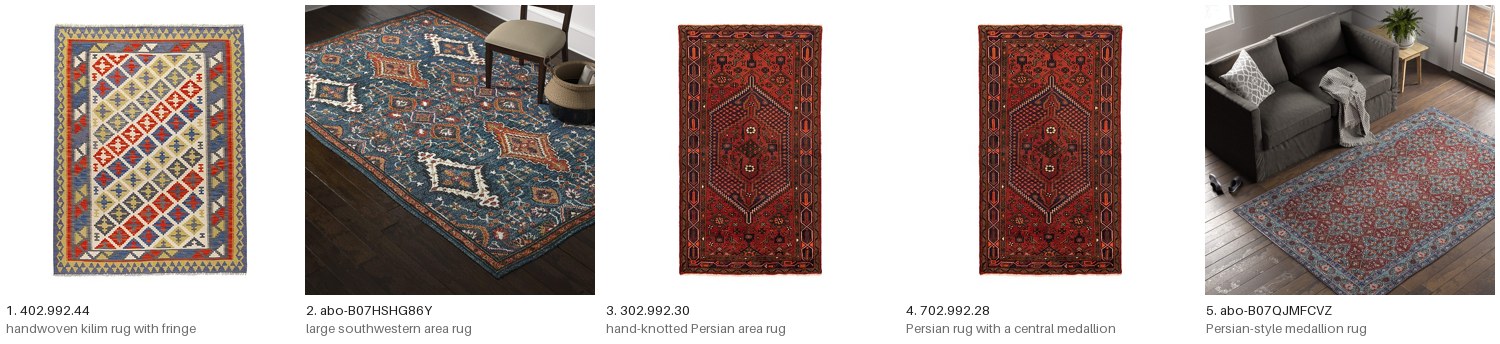 1. 402.992.44
handwoven kilim rug with fringe
2. abo-B07HSHG86Y
large southwestern area rug
3. 302.992.30
hand-knotted Persian area rug
4. 702.992.28
Persian rug with a central medallion
5. abo-B07QJMFCVZ
Persian-style medallion rug